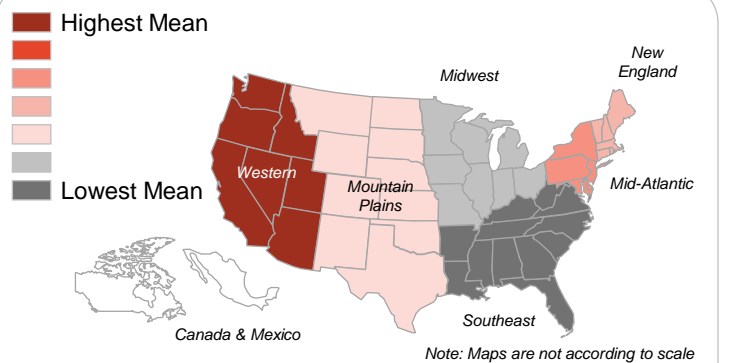 Highest Mean
New
England
Midwest
Western
Mountain
Plains
Lowest Mean
Mid-Atlantic
Southeast
Canada & Mexico
Note: Maps are not according to scale